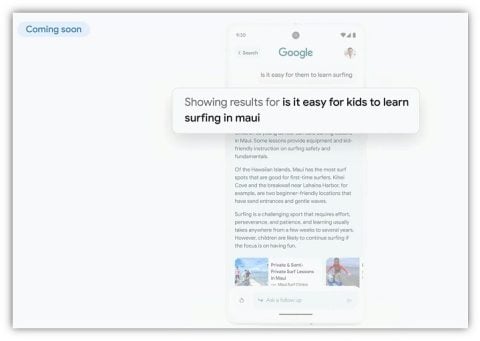 Coming soon
9:30
Search
Google
Is it easy for them to learn surfing
Showing results for is it easy for kids to learn
surfing in maui
in Maui. Some lessons provide equipment and kid-
friendly instruction on surfing safety and
fundamentals.
Of the Hawaiian Islands, Maui has the most surf
spots that are good for first-time surfers. Kihei
Cove and the breakwall near Lahaina Harbor, for
example, are two beginner-friendly locations that
have sand entrances and gentle waves.
Surfing is a challenging sport that requires effort,
perseverance, and patience, and learning usually
takes anywhere from a few weeks to several years.
However, children are likely to continue surfing if
the focus is on having fun.
Private & Semi-
Private Surf Lessons
in Maui
Maui Surf Clinics
Ask a follow up